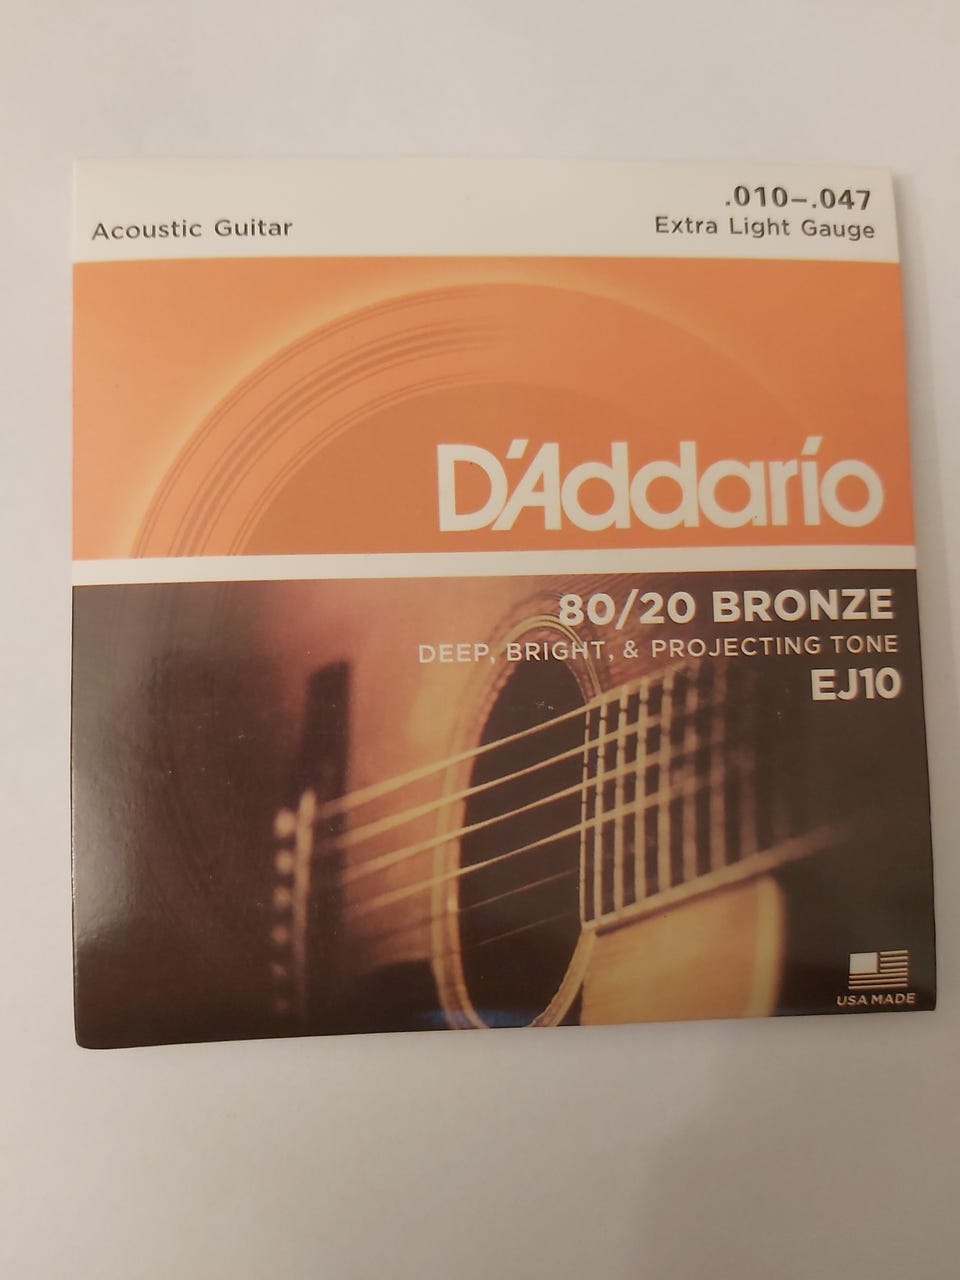 Acoustic Guitar
.010–.047
Extra Light Gauge
D'Addario
80/20 BRONZE
DEEP, BRIGHT, & PROJECTING TONE
EJ10
USA MADE